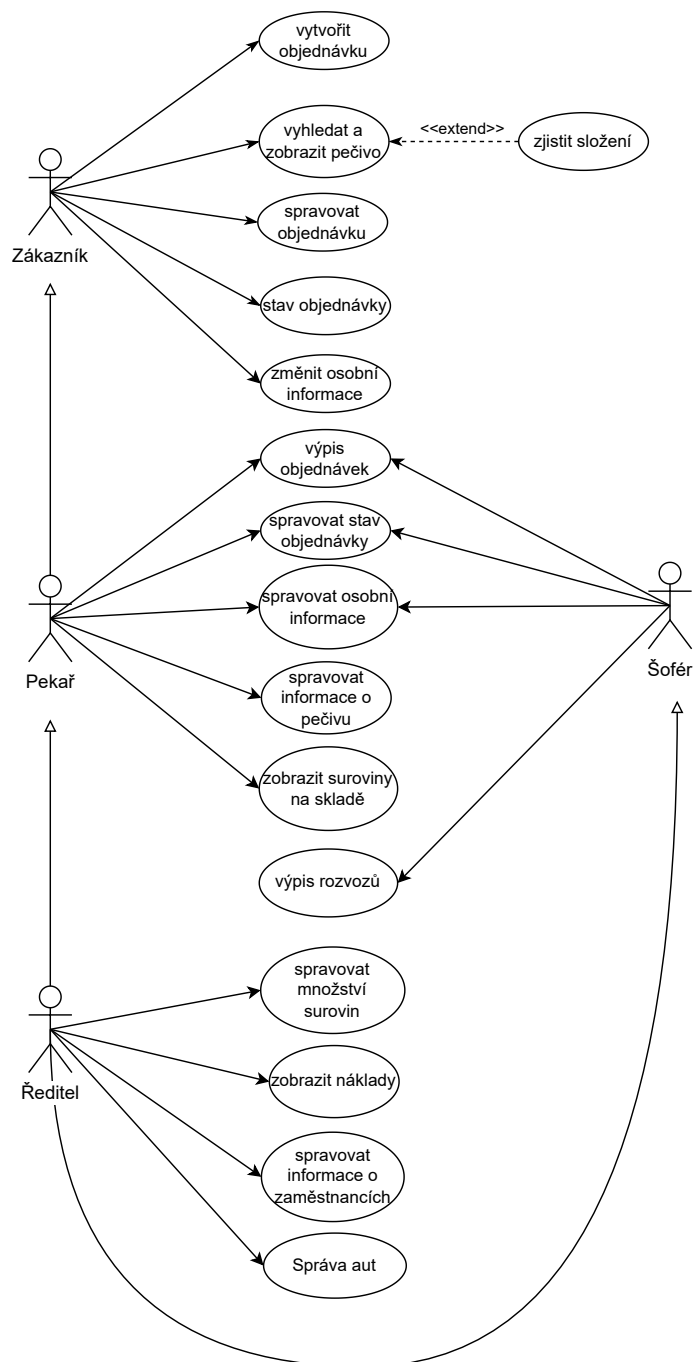 vytvořit
objednávku
vyhledat a
zobrazit pečivo
<<extend>>
zjistit složení
spravovat
objednávku
Zákazník
stav objednávky
změnit osobní
informace
výpis
objednávek
spravovat stav
objednávky
spravovat osobní
informace
Pekař
Šofér
spravovat
informace o
pečivu
zobrazit suroviny
na skladě
výpis rozvozů
spravovat
množství
surovin
zobrazit náklady
Ředitel
spravovat
informace o
zaměstnancích
Správa aut